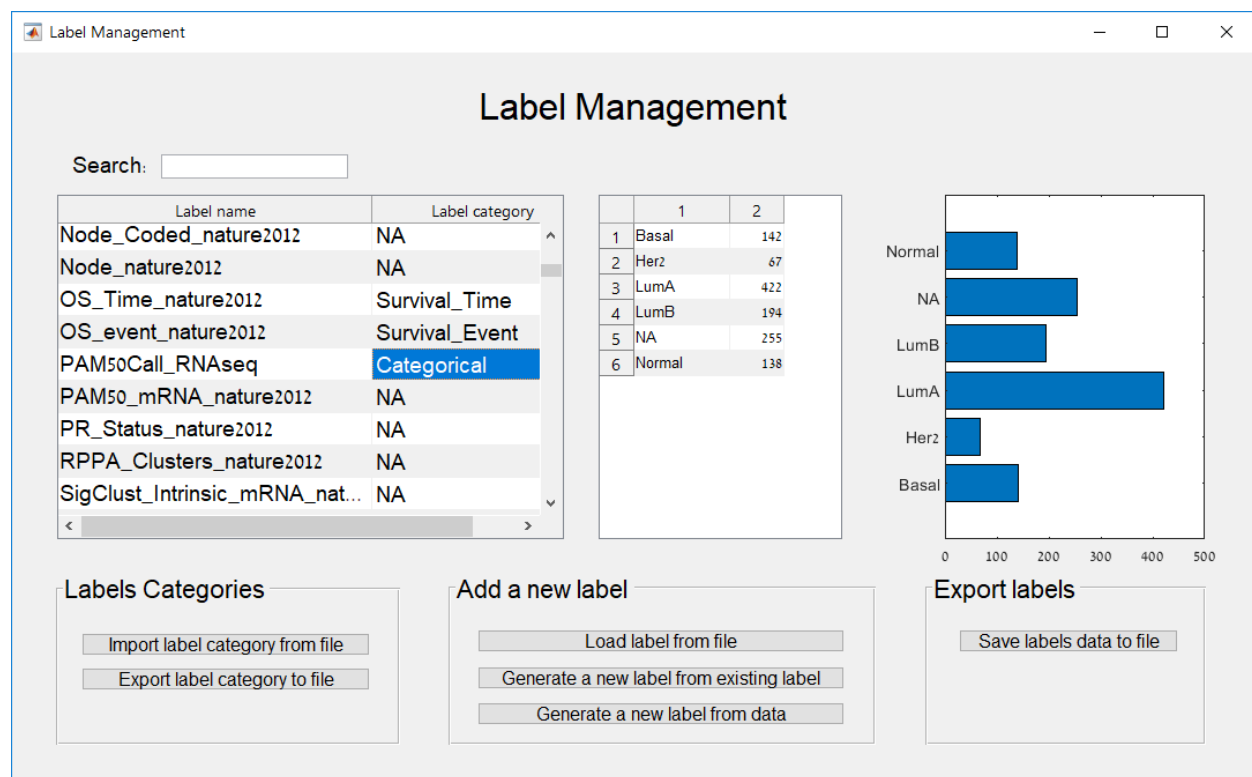 Label Management
Label Management
Search:
Label name Label category
Node_Coded_nature2012 NA
Node_nature2012 NA
OS_Time_nature2012 Survival_Time
OS_event_nature2012 Survival_Event
PAM50Call_RNAseq Categorical
PAM50_mRNA_nature2012 NA
PR_Status_nature2012 NA
RPPA_Clusters_nature2012 NA
SigClust_Intrinsic_mRNA_nat... NA
1 2
1 Basal 142
2 Her2 67
3 LumA 422
4 LumB 194
5 NA 255
6 Normal 138
Normal
NA
LumB
LumA
Her2
Basal
0 100 200 300 400 500
Labels Categories
Import label category from file
Export label category to file
Add a new label
Load label from file
Generate a new label from existing label
Generate a new label from data
Export labels
Save labels data to file